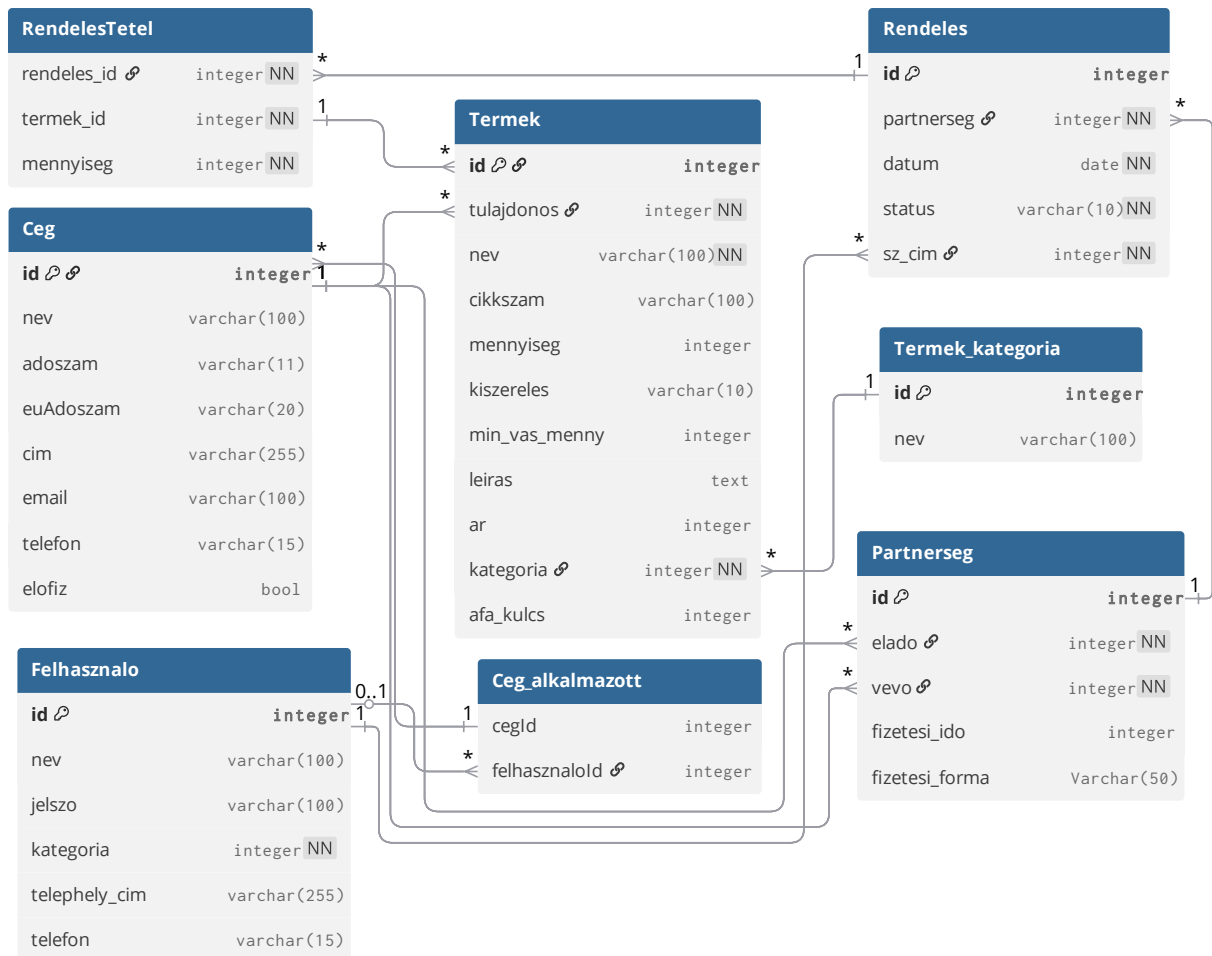 RendelesTetel
rendeles_id integer NN
termek_id integer NN
mennyiseg integer NN
* 1
1 *
Ceg
id integer
nev varchar(100)
adoszam varchar(11)
euAdoszam varchar(20)
cim varchar(255)
email varchar(100)
telefon varchar(15)
elofiz bool
*
1
Felhasznalo
id integer
nev varchar(100)
jelszo varchar(100)
kategoria integer NN
telephely_cim varchar(255)
telefon varchar(15)
0..1
1
Termek
id integer
tulajdonos integer NN
nev varchar(100) NN
cikkszam varchar(100)
mennyiseg integer
kiszereles varchar(10)
min_vas_menny integer
leiras text
ar integer
kategoria integer NN
afa_kulcs integer
*
* 1
Ceg_alkalmazott
cegId integer
felhasznaloId integer
1
*
Rendeles
id integer
partnerseg integer NN
datum date NN
status varchar(10) NN
sz_cim integer NN
*
*
Termek_kategoria
id integer
nev varchar(100)
Partnerseg
id integer
elado integer NN
vevo integer NN
fizetesi_ido integer
fizetesi_forma Varchar(50)
1
*
*